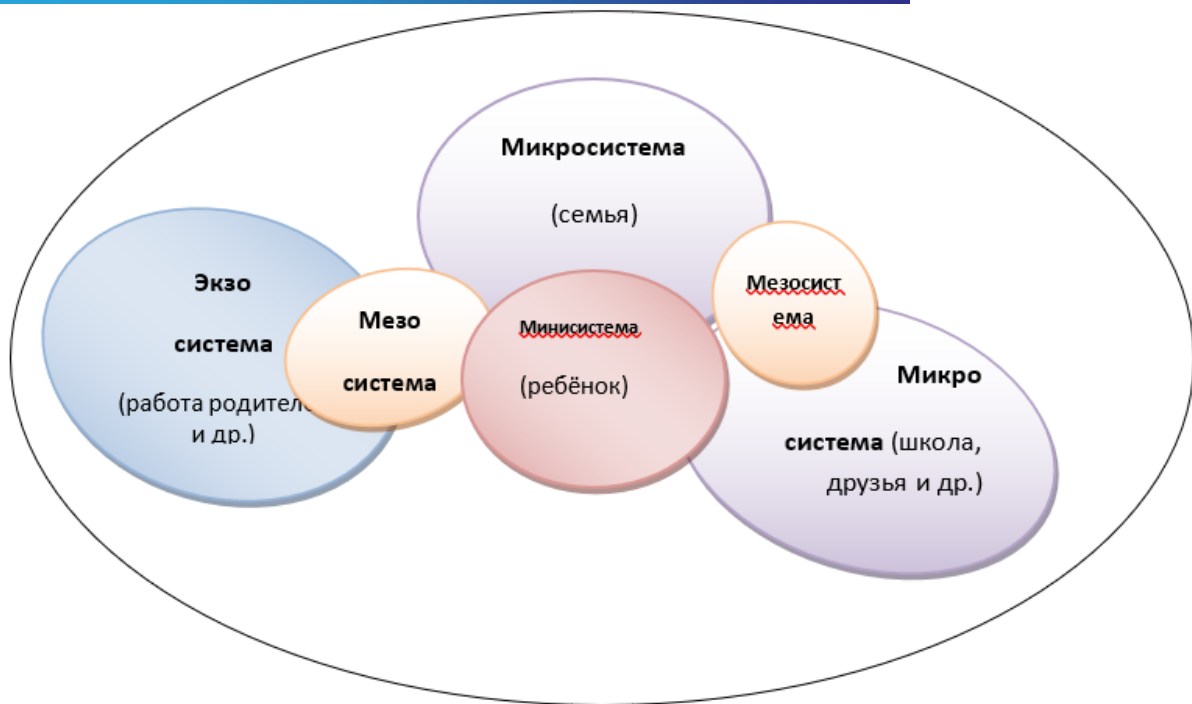 Микросистема
(семья)
Экзо
система
(работа родител
и др.)
Мезо
система
Минисистема
(ребёнок)
Мезосист
ема
Микро
система (школа,
друзья и др.)